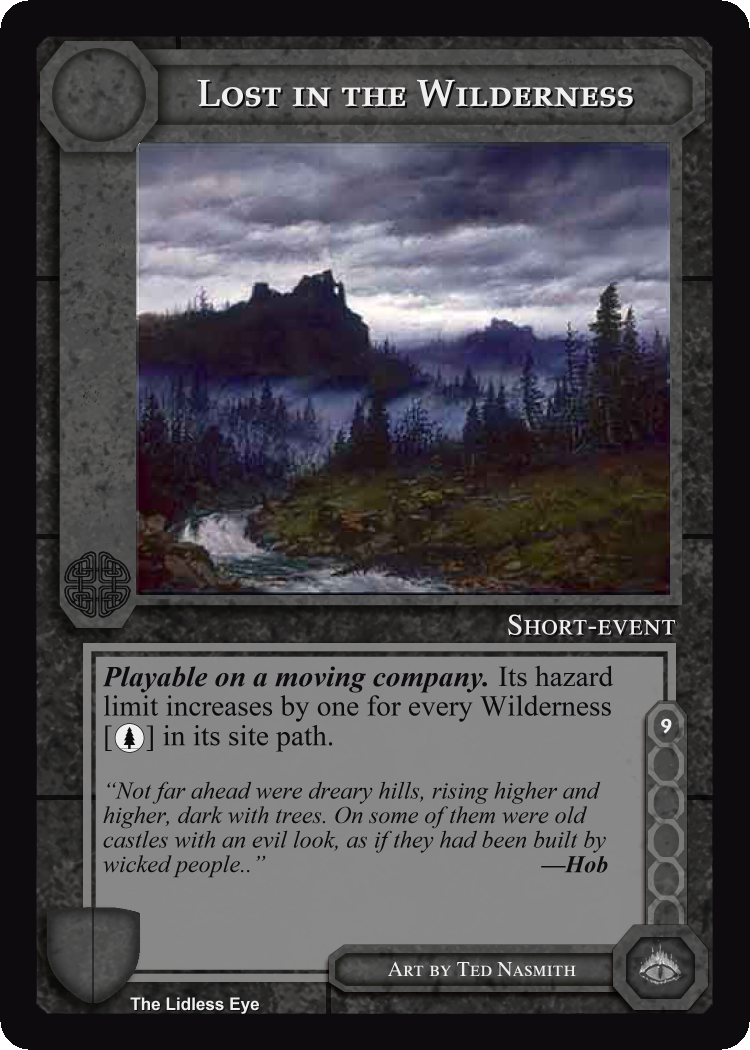 Lost in the Wilderness
Short-event
Playable on a moving company. Its hazard
limit increases by one for every Wilderness
[ ] in its site path.
“Not far ahead were dreary hills, rising higher and
higher, dark with trees. On some of them were old
castles with an evil look, as if they had been built by
wicked people..” —Hob
9
Art by Ted Nasmith
The Lidless Eye